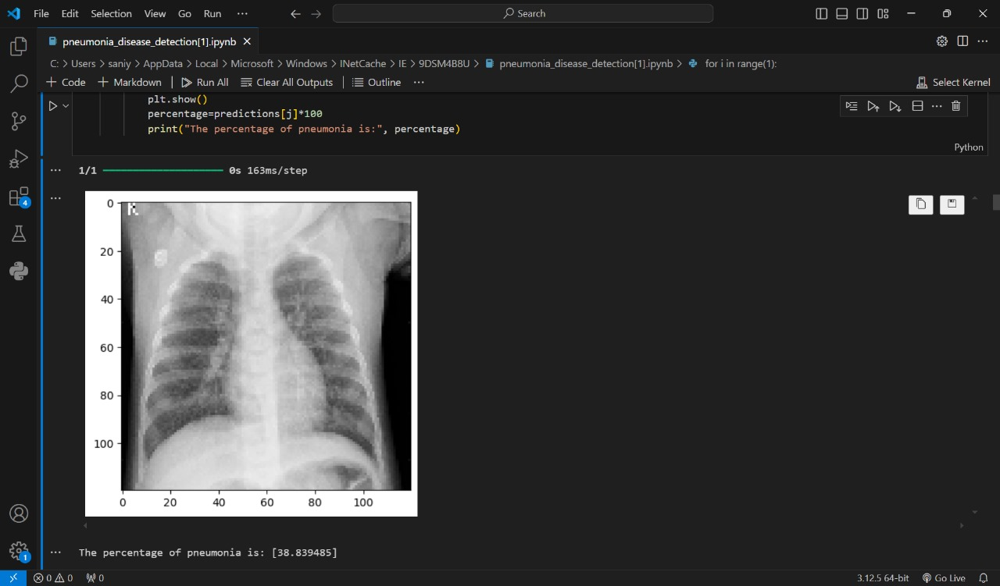 File Edit Selection View Go Run ··· Search
pneumonia_disease_detection[1].ipynb
C: > Users > saniy > AppData > Local > Microsoft > Windows > INetCache > IE > 9DSM4B8U > pneumonia_disease_detection[1].ipynb > for i in range(1):
+ Code + Markdown | Run All Clear All Outputs | Outline ··· Select Kernel
plt.show()
percentage=predictions[j]*100
print("The percentage of pneumonia is:", percentage)
Python
1/1 0s 163ms/step
R
0
20
40
60
80
100
0 20 40 60 80 100
The percentage of pneumonia is: [38.839485]
4
1
0 0 0 3.12.5 64-bit Go Live